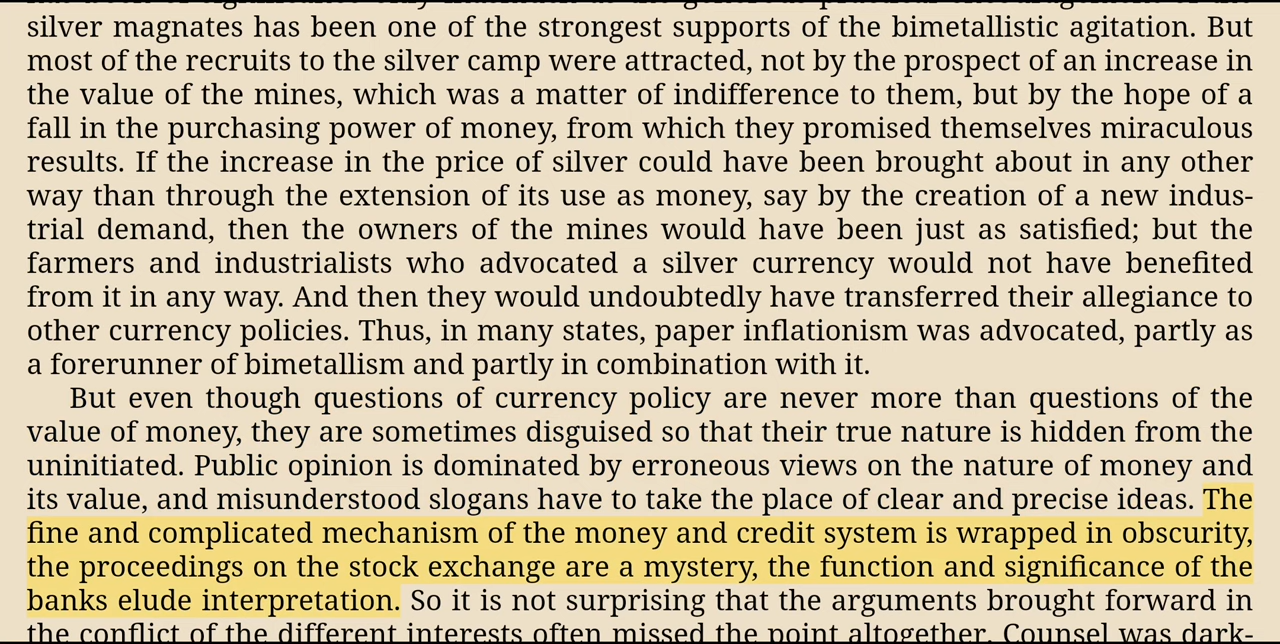 silver magnates has been one of the strongest supports of the bimetallistic agitation. But
most of the recruits to the silver camp were attracted, not by the prospect of an increase in
the value of the mines, which was a matter of indifference to them, but by the hope of a
fall in the purchasing power of money, from which they promised themselves miraculous
results. If the increase in the price of silver could have been brought about in any other
way than through the extension of its use as money, say by the creation of a new indus-
trial demand, then the owners of the mines would have been just as satisfied; but the
farmers and industrialists who advocated a silver currency would not have benefited
from it in any way. And then they would undoubtedly have transferred their allegiance to
other currency policies. Thus, in many states, paper inflationism was advocated, partly as
a forerunner of bimetallism and partly in combination with it.
But even though questions of currency policy are never more than questions of the
value of money, they are sometimes disguised so that their true nature is hidden from the
uninitiated. Public opinion is dominated by erroneous views on the nature of money and
its value, and misunderstood slogans have to take the place of clear and precise ideas. The
fine and complicated mechanism of the money and credit system is wrapped in obscurity,
the proceedings on the stock exchange are a mystery, the function and significance of the
banks elude interpretation. So it is not surprising that the arguments brought forward in
the conflict of the different interests often missed the point altogether. Counsel was dark-